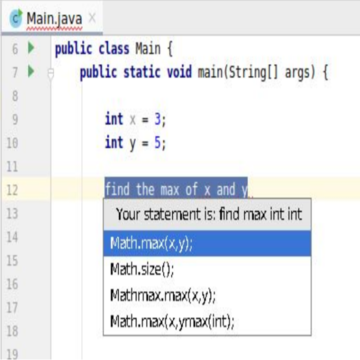 Main.java
6 public class Main {
7 public static void main(String[] args) {
8
9 int x = 3;
10 int y = 5;
11
12 find the max of x and y
13 Your statement is: find max int int
14 Math.max(x,y);
15 Math.size();
16 Mathmax.max(x,y);
17 Math.max(x,ymax(int);
18
19